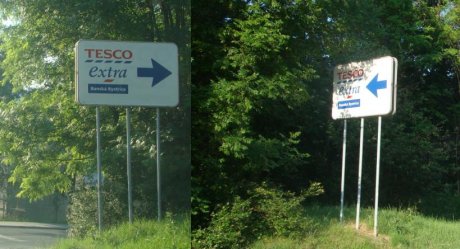 TESCO
extra
Banská Bystrica
TESCO
extra
Banská Bystrica